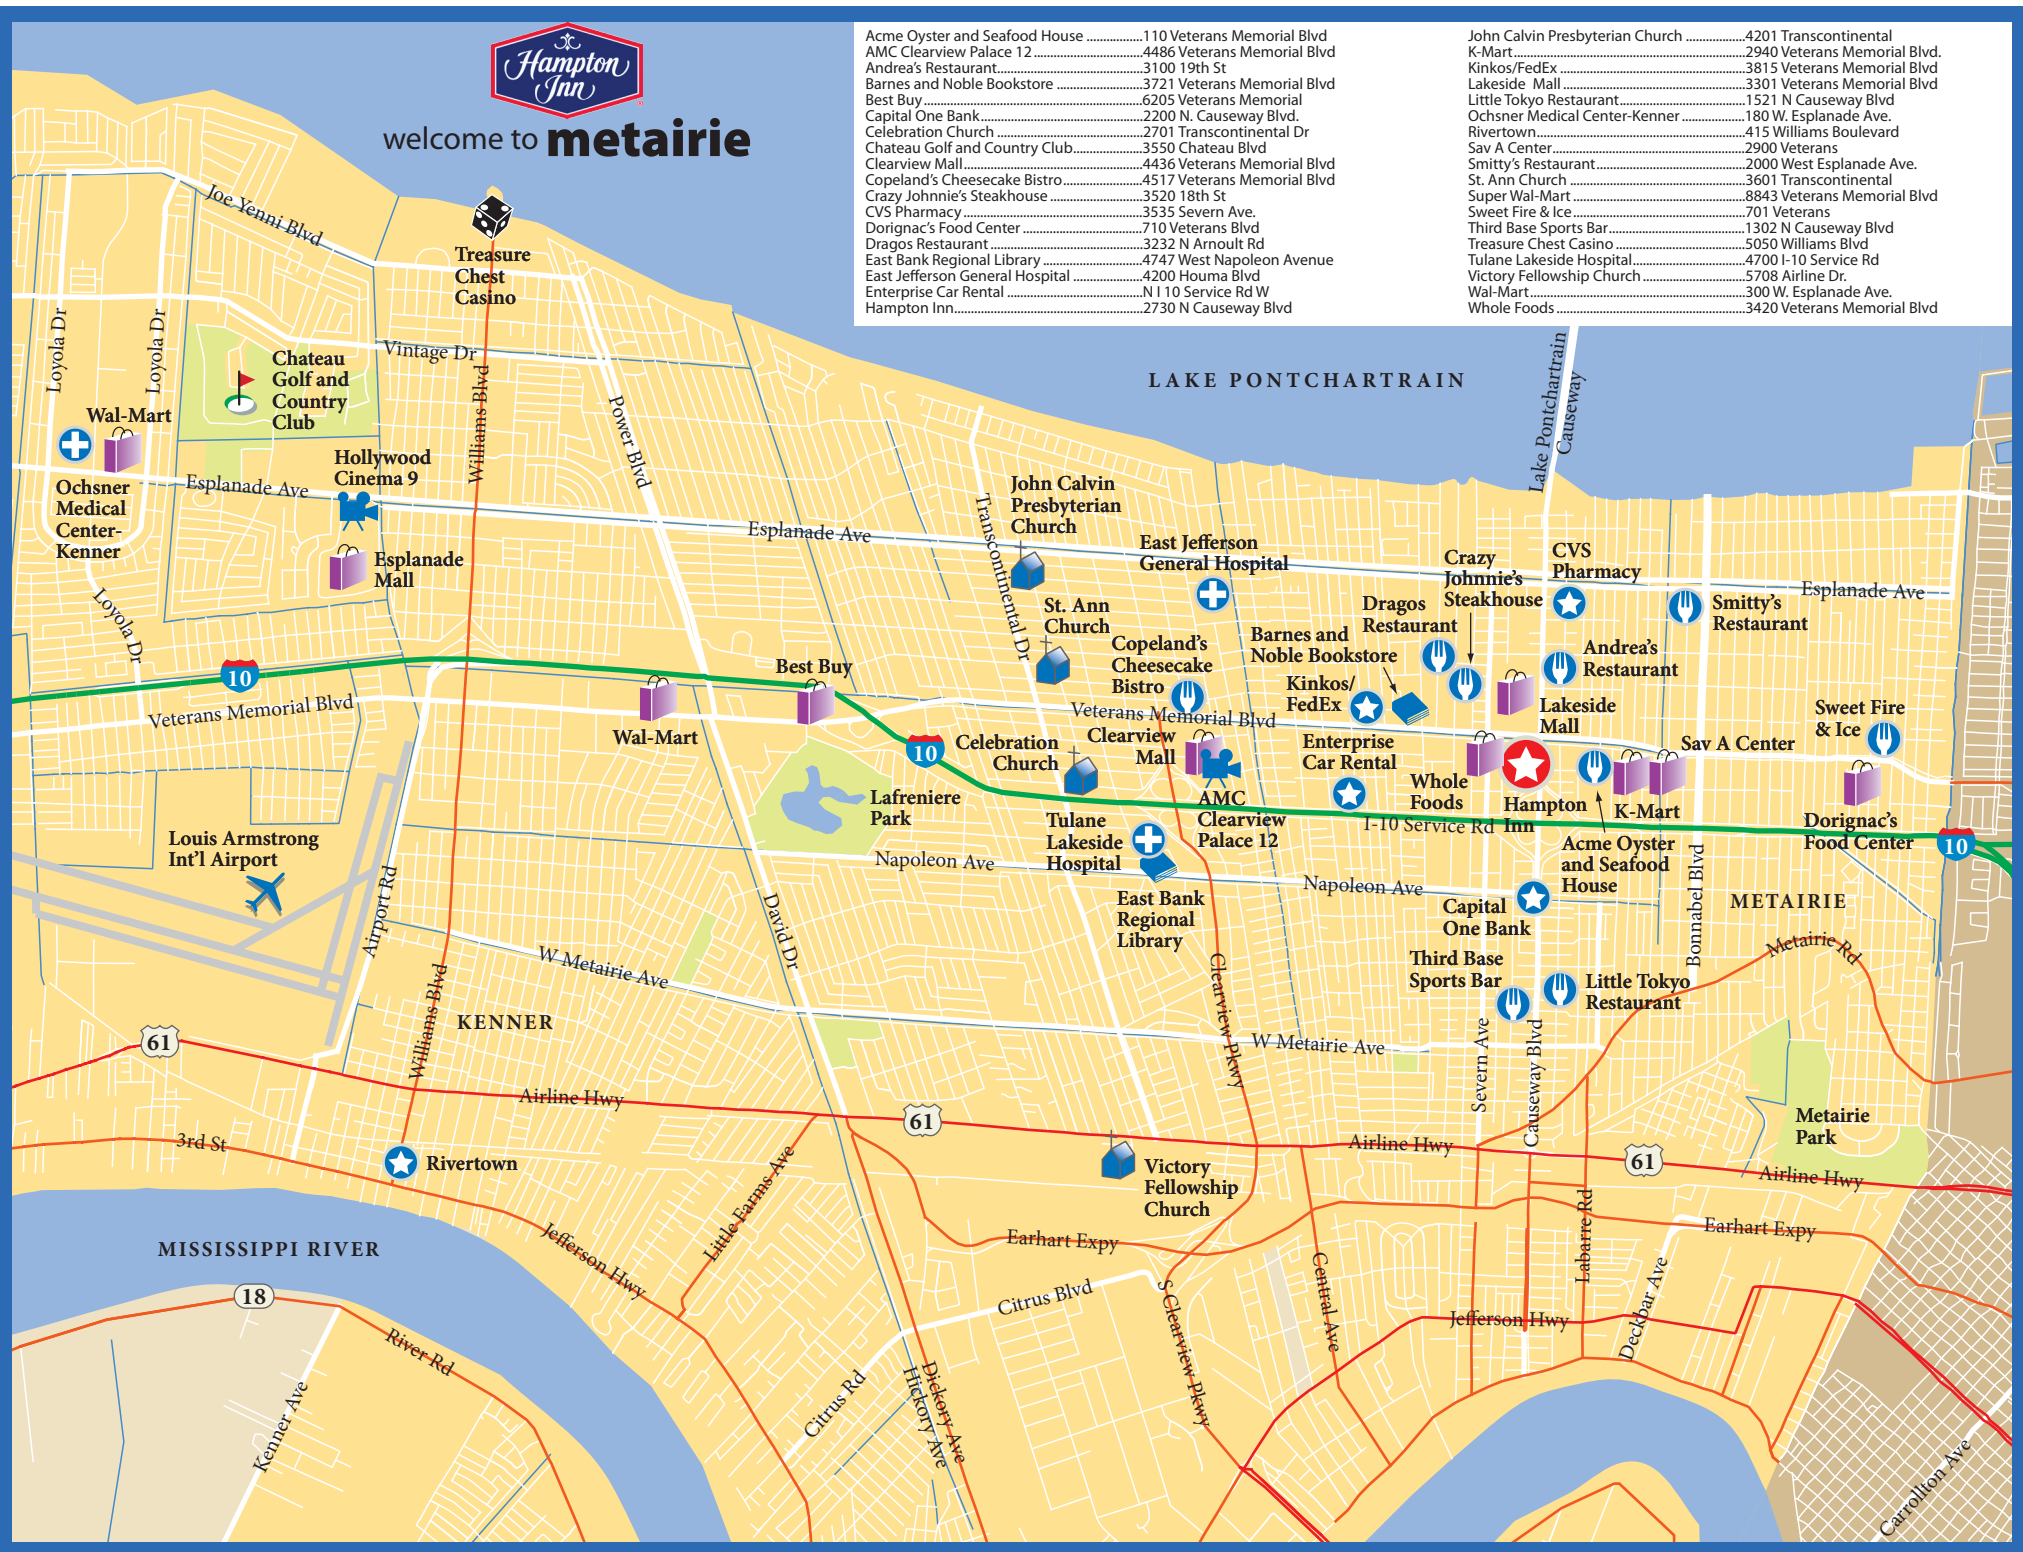 Hampton
Inn
welcome to metairie
Acme Oyster and Seafood House .................110 Veterans Memorial Blvd
AMC Clearview Palace 12...........................4486 Veterans Memorial Blvd
Andrea's Restaurant....................................3100 19th St
Barnes and Noble Bookstore .....................3721 Veterans Memorial Blvd
Best Buy.......................................................6205 Veterans Memorial
Capital One Bank........................................2200 N. Causeway Blvd.
Celebration Church ....................................2701 Transcontinental Dr
Chateau Golf and Country Club.................3550 Chateau Blvd
Clearview Mall............................................4436 Veterans Memorial Blvd
Copeland's Cheesecake Bistro....................4517 Veterans Memorial Blvd
Crazy Johnnie's Steakhouse .......................3520 18th St
CVS Pharmacy ............................................3535 Severn Ave.
Dorignac's Food Center .............................710 Veterans Blvd
Dragos Restaurant .....................................3232 N Arnoult Rd
East Bank Regional Library ........................4747 West Napoleon Avenue
East Jefferson General Hospital .................4200 Houma Blvd
Enterprise Car Rental .................................N I 10 Service Rd W
Hampton Inn..............................................2730 N Causeway Blvd
John Calvin Presbyterian Church ..............4201 Transcontinental
K-Mart.........................................................2940 Veterans Memorial Blvd.
Kinkos/FedEx .............................................3815 Veterans Memorial Blvd
Lakeside Mall .............................................3301 Veterans Memorial Blvd
Little Tokyo Restaurant..............................1521 N Causeway Blvd
Ochsner Medical Center-Kenner ...............180 W. Esplanade Ave.
Rivertown...................................................415 Williams Boulevard
Sav A Center...............................................2900 Veterans
Smitty's Restaurant....................................2000 West Esplanade Ave.
St. Ann Church ...........................................3601 Transcontinental
Super Wal-Mart ..........................................8843 Veterans Memorial Blvd
Sweet Fire & Ice .........................................701 Veterans
Third Base Sports Bar.................................1302 N Causeway Blvd
Treasure Chest Casino ...............................5050 Williams Blvd
Tulane Lakeside Hospital...........................4700 I-10 Service Rd
Victory Fellowship Church .........................5708 Airline Dr.
Wal-Mart.....................................................300 W. Esplanade Ave.
Whole Foods ..............................................3420 Veterans Memorial Blvd
Joe Yenni Blvd
Treasure
Chest
Casino
Loyola Dr
Loyola Dr
Chateau
Golf and
Country
Club
Vintage Dr
Williams Blvd
Power Blvd
LAKE PONTCHARTRAIN
Lake Pontchartrain
Causeway
Wal-Mart
Ochsner
Medical
Center-
Kenner
Esplanade Ave
Hollywood
Cinema 9
Esplanade
Mall
Esplanade Ave
Transcontinental Dr
John Calvin
Presbyterian
Church
East Jefferson
General Hospital
Crazy
Johnnie's
Steakhouse
CVS
Pharmacy
Esplanade Ave
Smitty's
Restaurant
Loyola Dr
St. Ann
Church
Dragos
Restaurant
Copeland's
Cheesecake
Bistro
Barnes and
Noble Bookstore
Andrea's
Restaurant
Kinkos/
FedEx
Lakeside
Mall
10
Best Buy
Veterans Memorial Blvd
Wal-Mart
Veterans Memorial Blvd
Sweet Fire
& Ice
10
Celebration
Church
Clearview
Mall
Enterprise
Car Rental
Whole
Foods
Hampton
Inn
Sav A Center
K-Mart
Lafreniere
Park
AMC
Clearview
Palace 12
I-10 Service Rd
Dorignac's
Food Center
10
Tulane
Lakeside
Hospital
Acme Oyster
and Seafood
House
Louis Armstrong
Int'l Airport
Airport Rd
Napoleon Ave
Napoleon Ave
East Bank
Regional
Library
Capital
One Bank
Bonnabel Blvd
METAIRIE
Metairie Rd
David Dr
W Metairie Ave
Clearview Pkwy
Third Base
Sports Bar
Little Tokyo
Restaurant
Williams Blvd
KENNER
W Metairie Ave
Severn Ave
Causeway Blvd
61
Airline Hwy
61
Airline Hwy
61
Metairie
Park
Airline Hwy
3rd St
Rivertown
Little Farms Ave
Victory
Fellowship
Church
Labarre Rd
Earhart Expy
Earhart Expy
MISSISSIPPI RIVER
Jefferson Hwy
18
River Rd
Kenner Ave
Citrus Blvd
S Clearview Pkwy
Central Ave
Jefferson Hwy
Deckbar Ave
Citrus Rd
Dickory Ave
Hickory Ave
Carrollton Ave